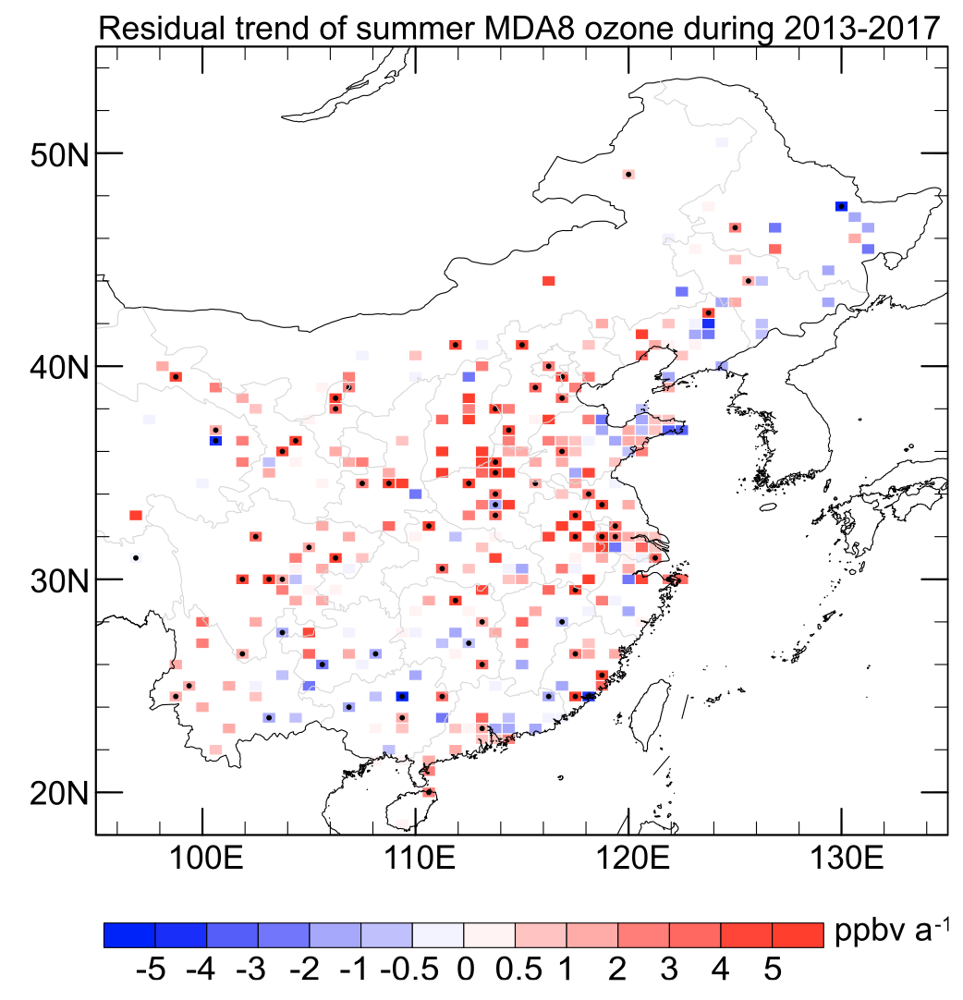 Residual trend of summer MDA8 ozone during 2013-2017
50N
40N
30N
20N
100E 110E 120E 130E
ppbv a⁻¹
-5 -4 -3 -2 -1 -0.5 0 0.5 1 2 3 4 5